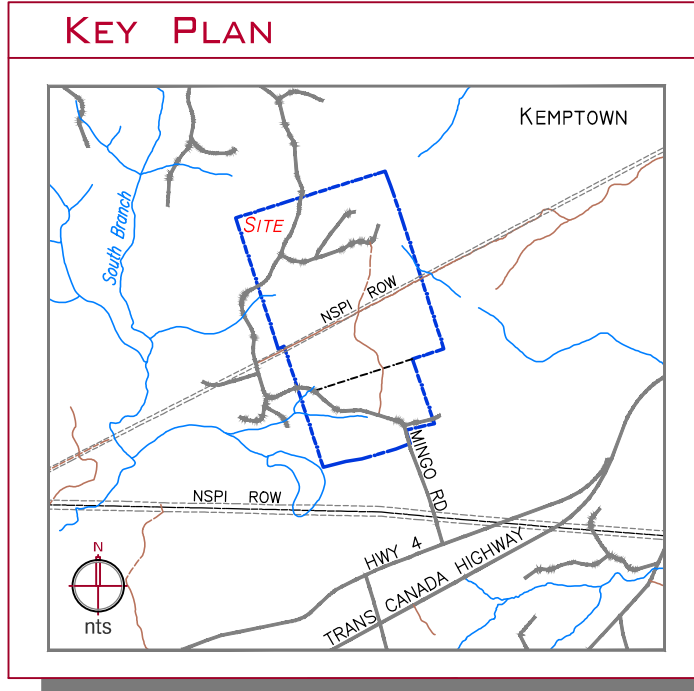 KEY PLAN
KEMPTOWN
South Branch
SITE
NSPI ROW
MINGO RD
NSPI ROW
HWY 4
TRANS CANADA HIGHWAY
N
nts